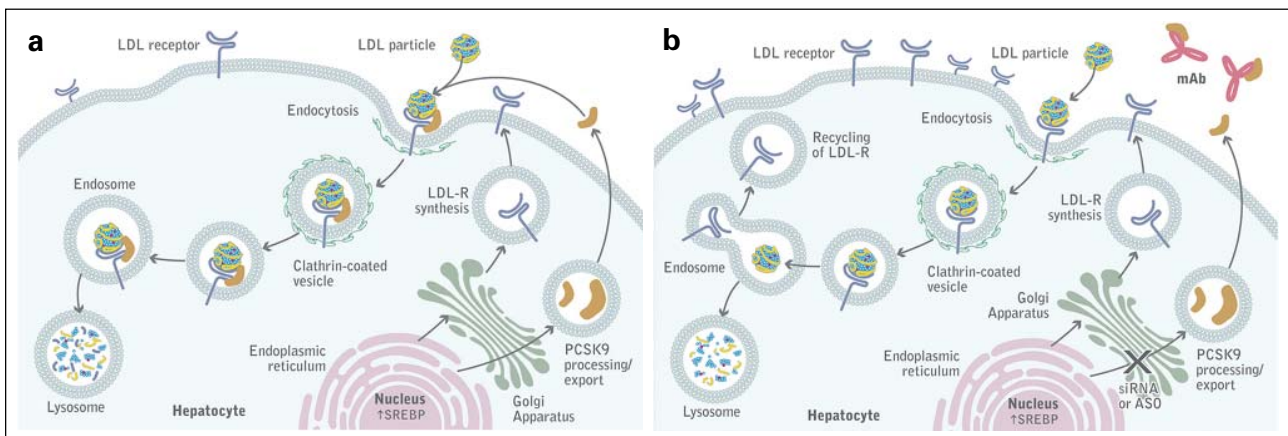 a
LDL receptor
LDL particle
Endocytosis
Endosome
LDL-R
synthesis
Clathrin-coated
vesicle
Endoplasmic
reticulum
PCSK9
processing/
export
Lysosome
Hepatocyte
Nucleus
↑SREBP
Golgi
Apparatus
b
LDL receptor
LDL particle
mAb
Endocytosis
Recycling
of LDL-R
LDL-R
synthesis
Endosome
Clathrin-coated
vesicle
Golgi
Apparatus
Endoplasmic
reticulum
PCSK9
processing/
export
siRNA
or ASO
Lysosome
Hepatocyte
Nucleus
↑SREBP